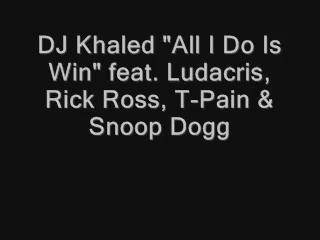 DJ Khaled "All I Do Is
Win" feat. Ludacris,
Rick Ross, T-Pain &
Snoop Dogg